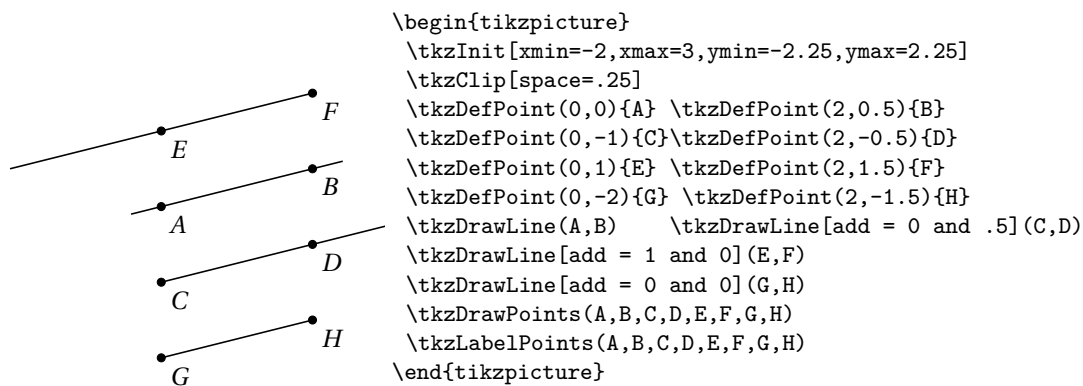 F
E
B
A
D
C
H
G
\begin{tikzpicture}
\tkzInit[xmin=-2,xmax=3,ymin=-2.25,ymax=2.25]
\tkzClip[space=.25]
\tkzDefPoint(0,0){A} \tkzDefPoint(2,0.5){B}
\tkzDefPoint(0,-1){C}\tkzDefPoint(2,-0.5){D}
\tkzDefPoint(0,1){E} \tkzDefPoint(2,1.5){F}
\tkzDefPoint(0,-2){G} \tkzDefPoint(2,-1.5){H}
\tkzDrawLine(A,B) \tkzDrawLine[add = 0 and .5](C,D)
\tkzDrawLine[add = 1 and 0](E,F)
\tkzDrawLine[add = 0 and 0](G,H)
\tkzDrawPoints(A,B,C,D,E,F,G,H)
\tkzLabelPoints(A,B,C,D,E,F,G,H)
\end{tikzpicture}